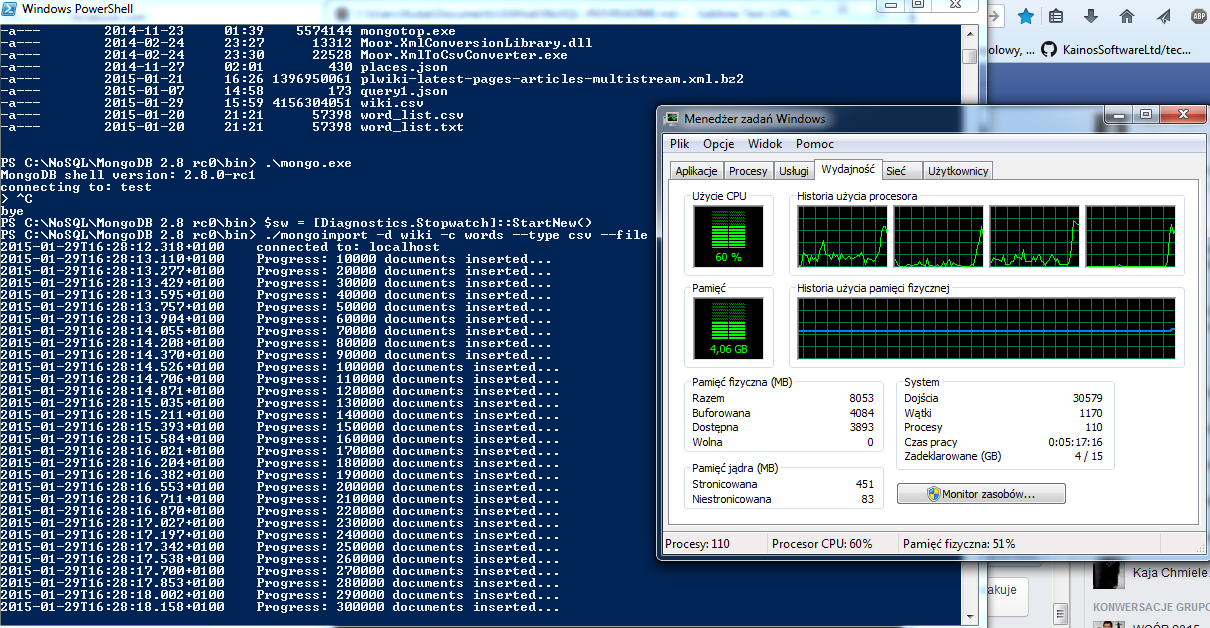 Windows PowerShell
-a--- 2014-11-23 01:39 5574144 mongotop.exe
-a--- 2014-02-24 23:27 13312 Moor.XmlConversionLibrary.dll
-a--- 2014-02-24 23:30 22528 Moor.XmlToCsvConverter.exe
-a--- 2014-11-27 02:01 430 places.json
-a--- 2015-01-21 16:26 1396950061 plwiki-latest-pages-articles-multistream.xml.bz2
-a--- 2015-01-07 14:58 173 query1.json
-a--- 2015-01-29 15:59 4156304051 wiki.csv
-a--- 2015-01-20 21:21 57398 word_list.csv
-a--- 2015-01-20 21:21 57398 word_list.txt
PS C:\NoSQL\MongoDB 2.8 rc0\bin> .\mongo.exe
MongoDB shell version: 2.8.0-rc1
connecting to: test
> ^C
bye
PS C:\NoSQL\MongoDB 2.8 rc0\bin> $sw = [Diagnostics.Stopwatch]::StartNew()
PS C:\NoSQL\MongoDB 2.8 rc0\bin> ./mongoimport -d wiki -c words --type csv --file
2015-01-29T16:28:12.318+0100 connected to: localhost
2015-01-29T16:28:13.110+0100 Progress: 10000 documents inserted...
2015-01-29T16:28:13.277+0100 Progress: 20000 documents inserted...
2015-01-29T16:28:13.429+0100 Progress: 30000 documents inserted...
2015-01-29T16:28:13.595+0100 Progress: 40000 documents inserted...
2015-01-29T16:28:13.757+0100 Progress: 50000 documents inserted...
2015-01-29T16:28:13.904+0100 Progress: 60000 documents inserted...
2015-01-29T16:28:14.055+0100 Progress: 70000 documents inserted...
2015-01-29T16:28:14.208+0100 Progress: 80000 documents inserted...
2015-01-29T16:28:14.370+0100 Progress: 90000 documents inserted...
2015-01-29T16:28:14.526+0100 Progress: 100000 documents inserted...
2015-01-29T16:28:14.706+0100 Progress: 110000 documents inserted...
2015-01-29T16:28:14.871+0100 Progress: 120000 documents inserted...
2015-01-29T16:28:15.035+0100 Progress: 130000 documents inserted...
2015-01-29T16:28:15.211+0100 Progress: 140000 documents inserted...
2015-01-29T16:28:15.393+0100 Progress: 150000 documents inserted...
2015-01-29T16:28:15.584+0100 Progress: 160000 documents inserted...
2015-01-29T16:28:16.021+0100 Progress: 170000 documents inserted...
2015-01-29T16:28:16.204+0100 Progress: 180000 documents inserted...
2015-01-29T16:28:16.382+0100 Progress: 190000 documents inserted...
2015-01-29T16:28:16.553+0100 Progress: 200000 documents inserted...
2015-01-29T16:28:16.711+0100 Progress: 210000 documents inserted...
2015-01-29T16:28:16.870+0100 Progress: 220000 documents inserted...
2015-01-29T16:28:17.027+0100 Progress: 230000 documents inserted...
2015-01-29T16:28:17.197+0100 Progress: 240000 documents inserted...
2015-01-29T16:28:17.342+0100 Progress: 250000 documents inserted...
2015-01-29T16:28:17.538+0100 Progress: 260000 documents inserted...
2015-01-29T16:28:17.700+0100 Progress: 270000 documents inserted...
2015-01-29T16:28:17.853+0100 Progress: 280000 documents inserted...
2015-01-29T16:28:18.002+0100 Progress: 290000 documents inserted...
2015-01-29T16:28:18.158+0100 Progress: 300000 documents inserted...
ABP
olowy, ... KainosSoftwareLtd/tec...
Menedżer zadań Windows
Plik Opcje Widok Pomoc
Aplikacje Procesy Usługi Wydajność Sieć Użytkownicy
Użycie CPU Historia użycia procesora
60 %
Pamięć Historia użycia pamięci fizycznej
4,06 GB
Pamięć fizyczna (MB)
Razem 8053
Buforowana 4084
Dostępna 3893
Wolna 0
Pamięć jądra (MB)
Stronicowana 451
Niestronicowana 83
System
Dojścia 30579
Wątki 1170
Procesy 110
Czas pracy 0:05:17:16
Zadeklarowane (GB) 4 / 15
Monitor zasobów...
Procesy: 110 Procesor CPU: 60% Pamięć fizyczna: 51%
Kaja Chmiele.
akuje
KONWERSACJE GRUPO